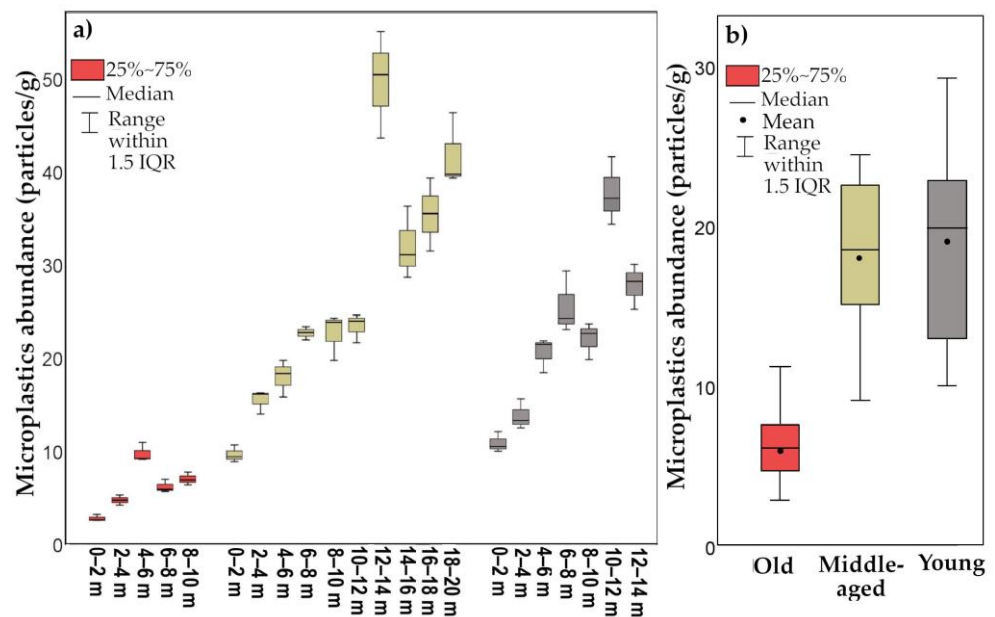 a)
25%~75%
Median
Range
within
1.5 IQR
Microplastics abundance (particles/g)
50
40
30
20
10
0
0–2 m
2–4 m
4–6 m
6–8 m
8–10 m
0–2 m
2–4 m
4–6 m
6–8 m
8–10 m
10–12 m
12–14 m
14–16 m
16–18 m
18–20 m
0–2 m
2–4 m
4–6 m
6–8 m
8–10 m
10–12 m
12–14 m
b)
25%~75%
Median
Mean
Range
within
1.5 IQR
Microplastics abundance (particles/g)
30
20
10
0
Old
Middle-
aged
Young